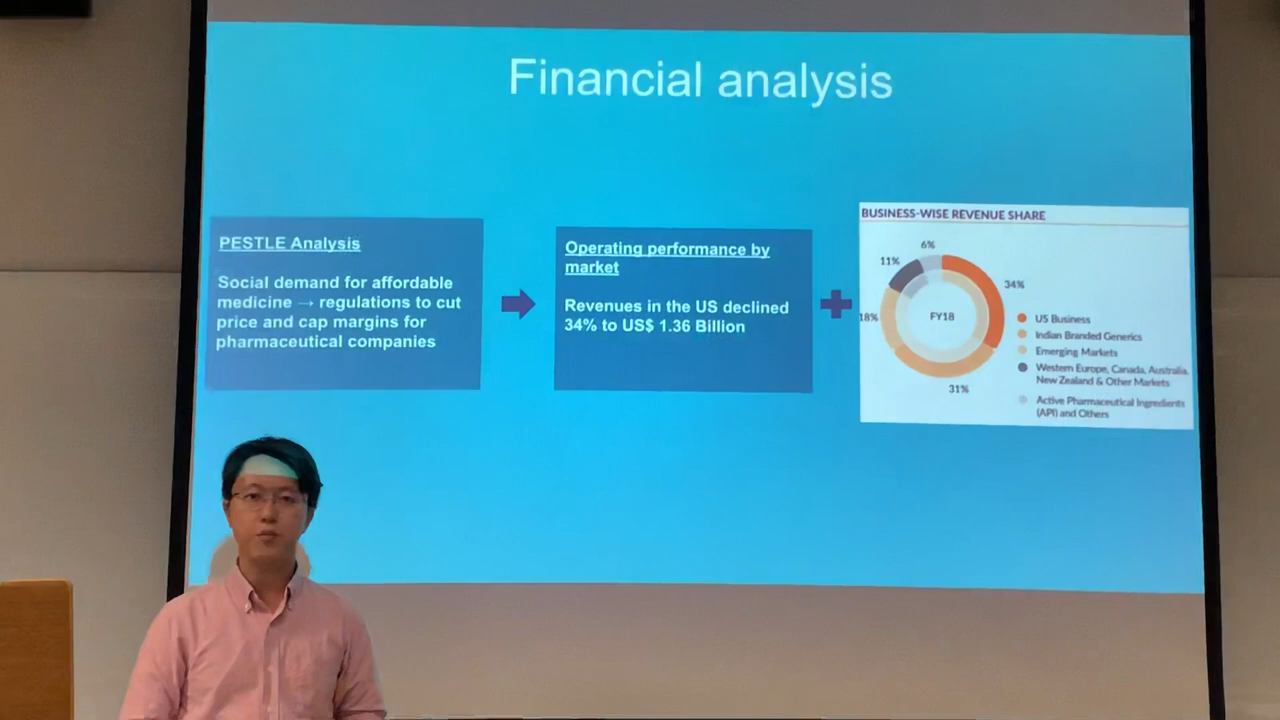 Financial analysis
PESTLE Analysis
Social demand for affordable
medicine → regulations to cut
price and cap margins for
pharmaceutical companies
Operating performance by
market
Revenues in the US declined
34% to US$ 1.36 Billion
BUSINESS-WISE REVENUE SHARE
6%
11%
34%
18%
FY18
31%
US Business
Indian Branded Generics
Emerging Markets
Western Europe, Canada, Australia,
New Zealand & Other Markets
Active Pharmaceutical Ingredients
(API) and Others